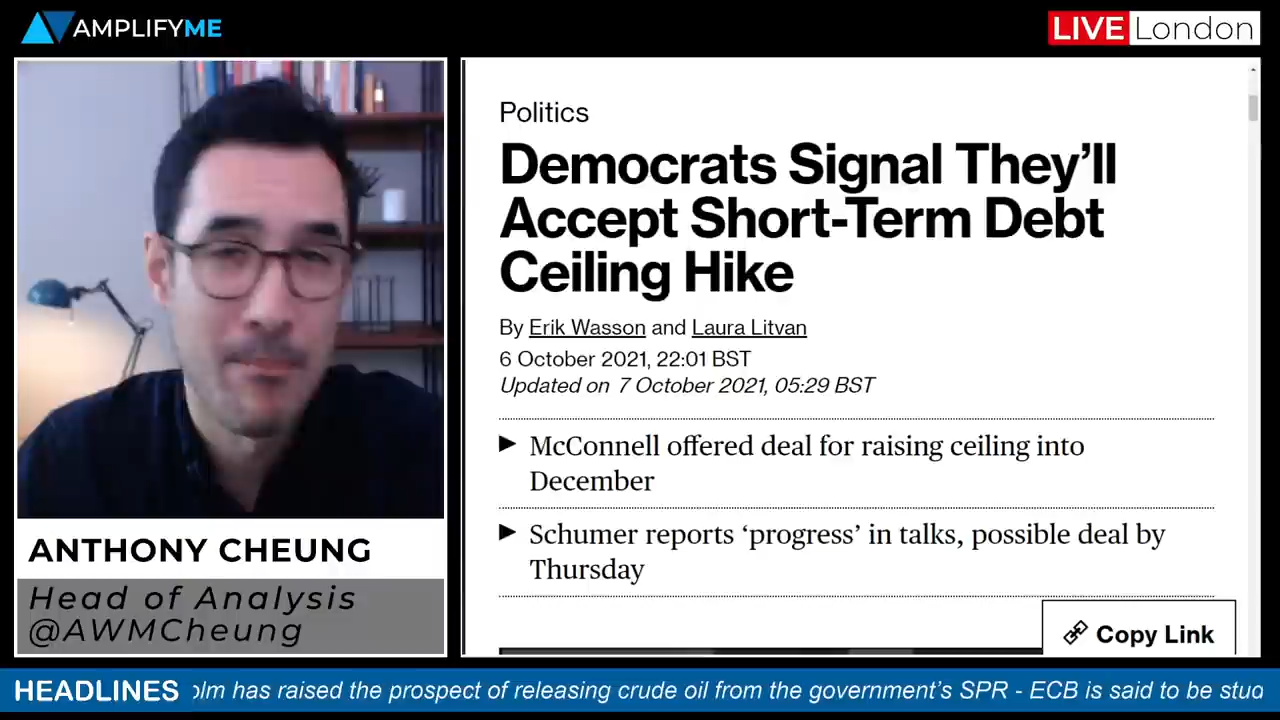 AMPLIFYME
LIVE London
Politics
Democrats Signal They’ll
Accept Short-Term Debt
Ceiling Hike
By Erik Wasson and Laura Litvan
6 October 2021, 22:01 BST
Updated on 7 October 2021, 05:29 BST
▶ McConnell offered deal for raising ceiling into
December
▶ Schumer reports ‘progress’ in talks, possible deal by
Thursday
Copy Link
ANTHONY CHEUNG
Head of Analysis
@AWMCheung
HEADLINES olm has raised the prospect of releasing crude oil from the government’s SPR - ECB is said to be stud